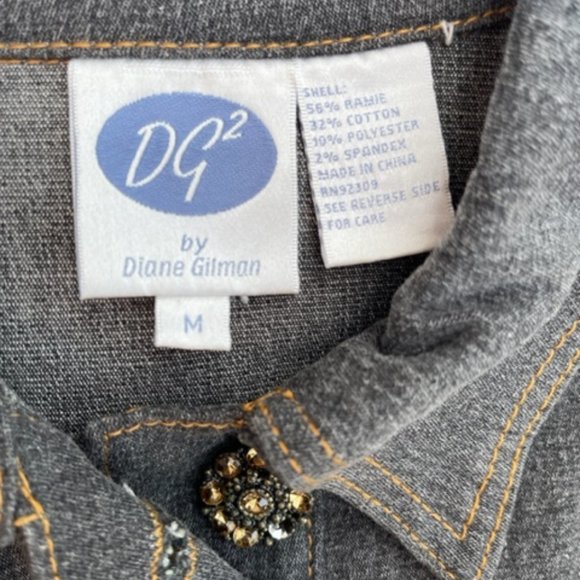 DG²
by
Diane Gilman
M
SHELL:
56% RAMIE
32% COTTON
10% POLYESTER
2% SPANDEX
MADE IN CHINA
RN92309
SEE REVERSE SIDE
FOR CARE